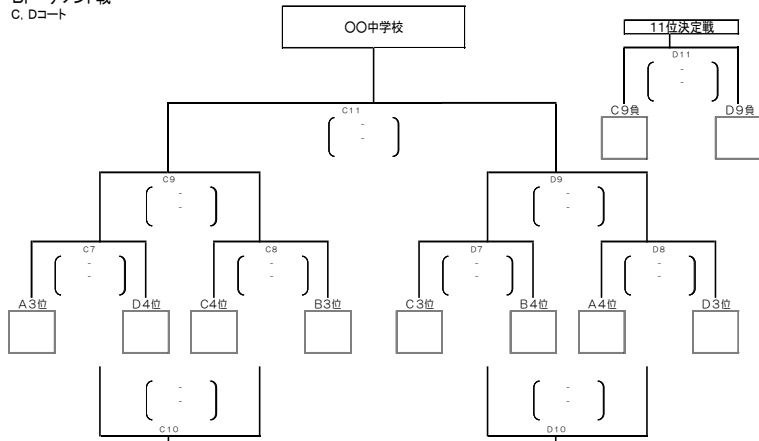 C, Dコート
〇〇中学校
11位決定戦
D11
-
-
C9負 D9負
C11
-
-
C9 D9
- -
- -
C7 C8 D7 D8
- - - -
- - - -
A3位 D4位 C4位 B3位 C3位 B4位 A4位 D3位
- -
- -
C10 D10